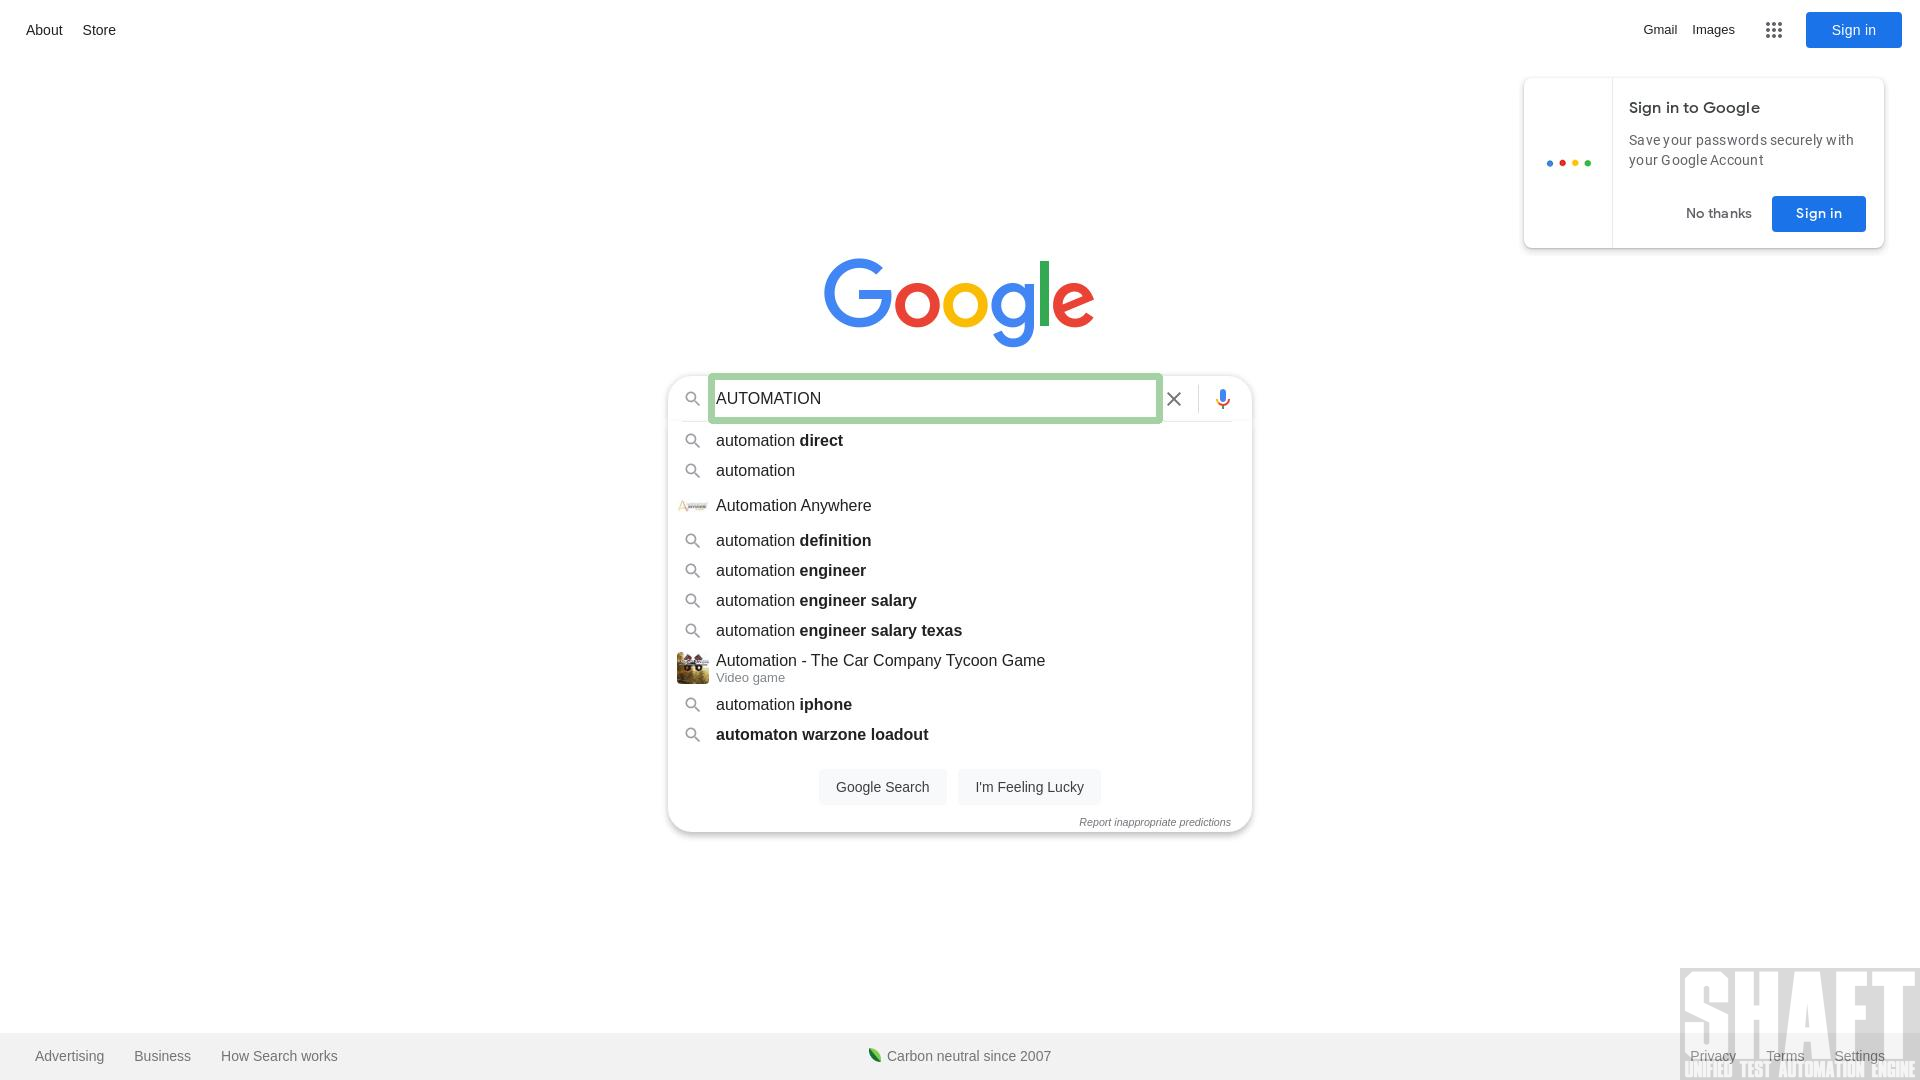 About Store
Gmail Images Sign in
Sign in to Google
Save your passwords securely with
your Google Account
No thanks Sign in
Google
AUTOMATION
automation direct
automation
Automation Anywhere
automation definition
automation engineer
automation engineer salary
automation engineer salary texas
Automation - The Car Company Tycoon Game
Video game
automation iphone
automaton warzone loadout
Google Search I'm Feeling Lucky
Report inappropriate predictions
SHAFT
UNIFIED TEST AUTOMATION ENGINE
Advertising Business How Search works Carbon neutral since 2007 Privacy Terms Settings